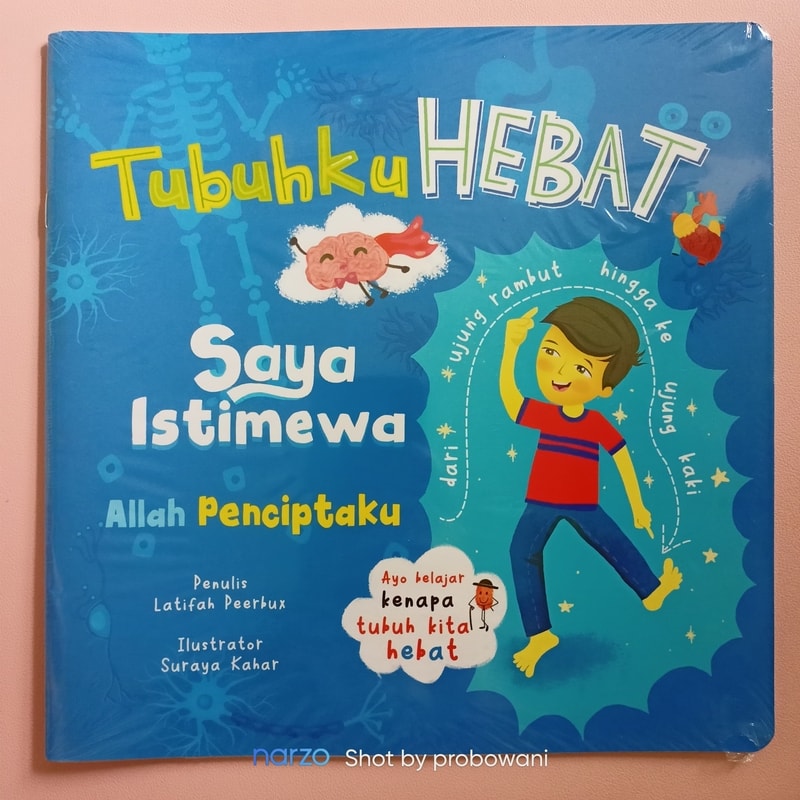 Tubuhku HEBAT
Saya
Istimewa
Allah Penciptaku
Penulis
Latifah Peerbux
Ilustrator
Suraya Kahar
dari ujung rambut hingga ke ujung kaki
Ayo belajar
kenapa
tubuh kita
hebat
narzo Shot by probowani